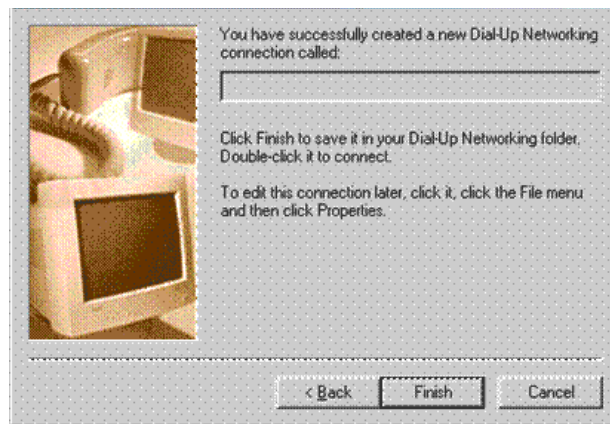 You have successfully created a new Dial-Up Networking
connection called:
Click Finish to save it in your Dial-Up Networking folder.
Double-click it to connect.
To edit this connection later, click it, click the File menu
and then click Properties.
< Back
Finish
Cancel